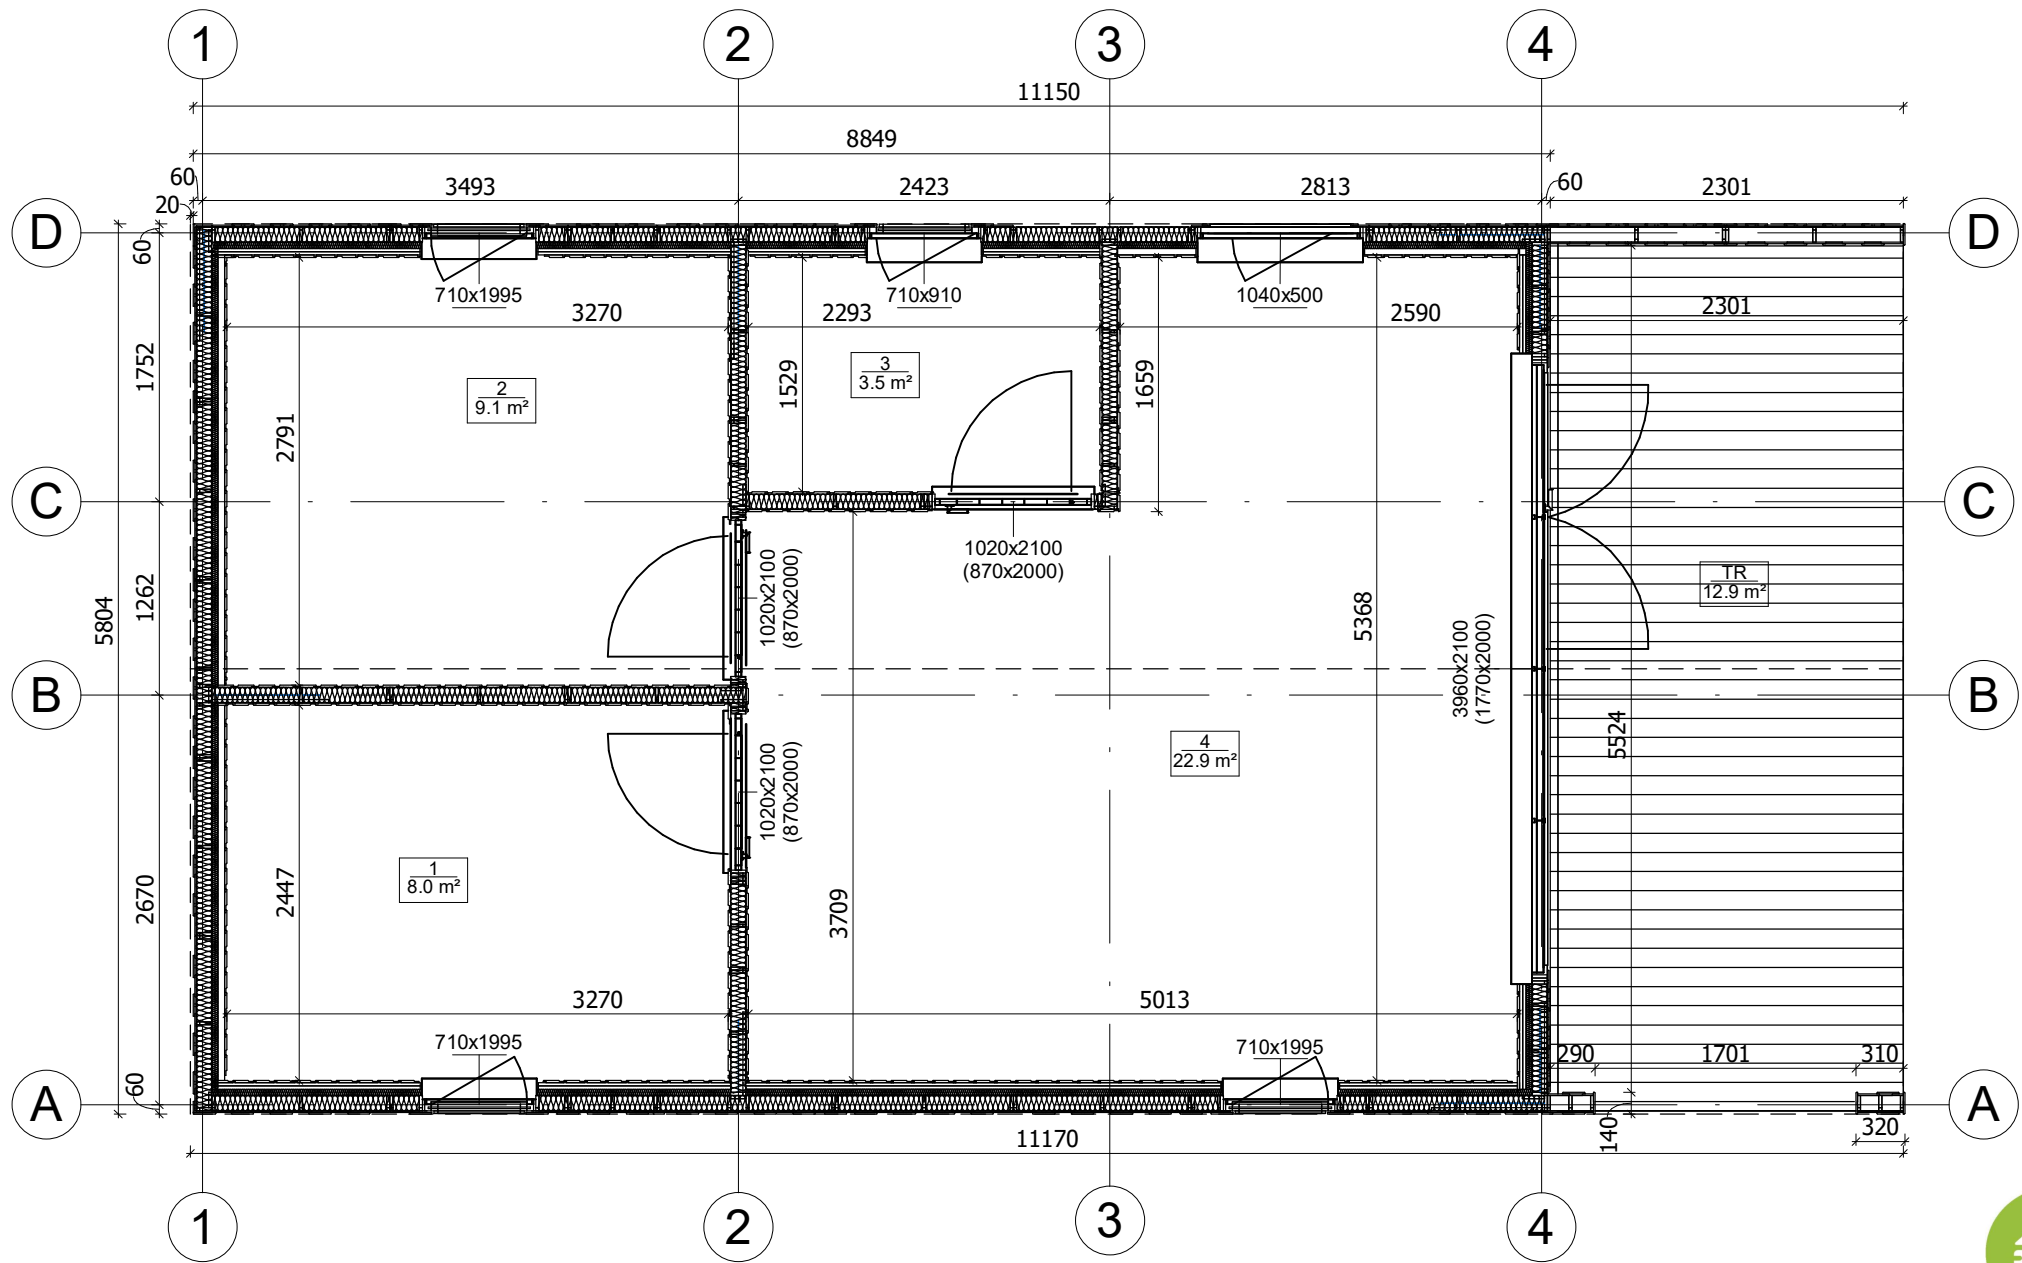 1 2 3 4
11150
8849
60 3493 2423 2813 60 2301
20
D D
60
710x1995 710x910 1040x500
3270 2293 2590 2301
1752
1529
1659
3
3.5 m²
2
9.1 m²
2791
C C
1020x2100
(870x2000)
1020x2100
(870x2000)
TR
12.9 m²
1262
5804
5368
3960x2100
(1770x2000)
B B
5524
4
22.9 m²
1020x2100
(870x2000)
1
8.0 m²
2670
2447
3709
3270 5013
710x1995 710x1995
290 1701 310
60
A A
140
320
11170
1 2 3 4